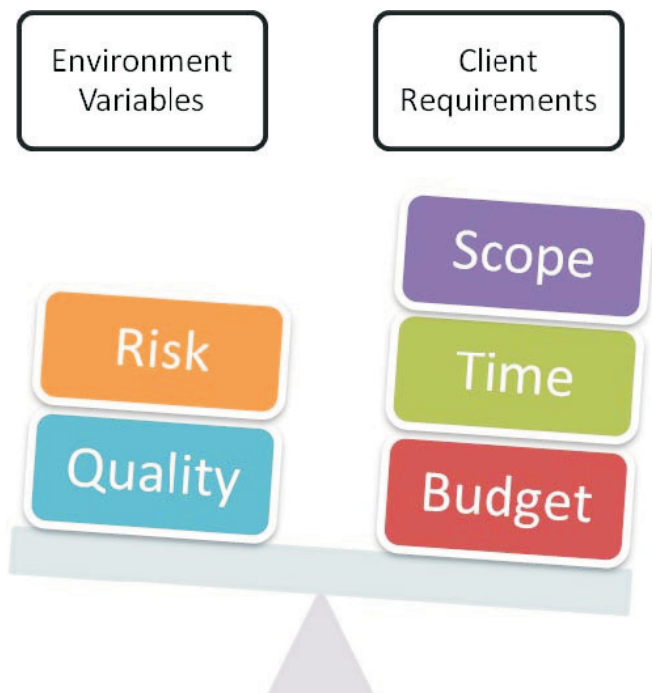 Environment
Variables
Client
Requirements
Scope
Risk
Time
Quality
Budget